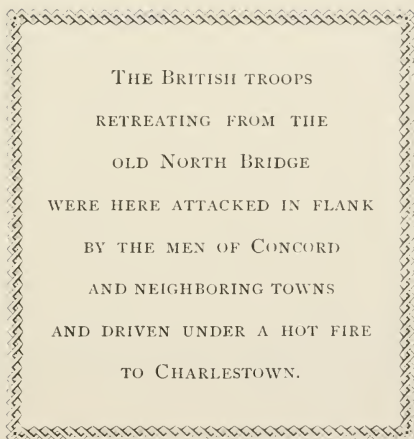 The British troops
retreating from the
old North Bridge
were here attacked in flank
by the men of Concord
and neighboring towns
and driven under a hot fire
to Charlestown.